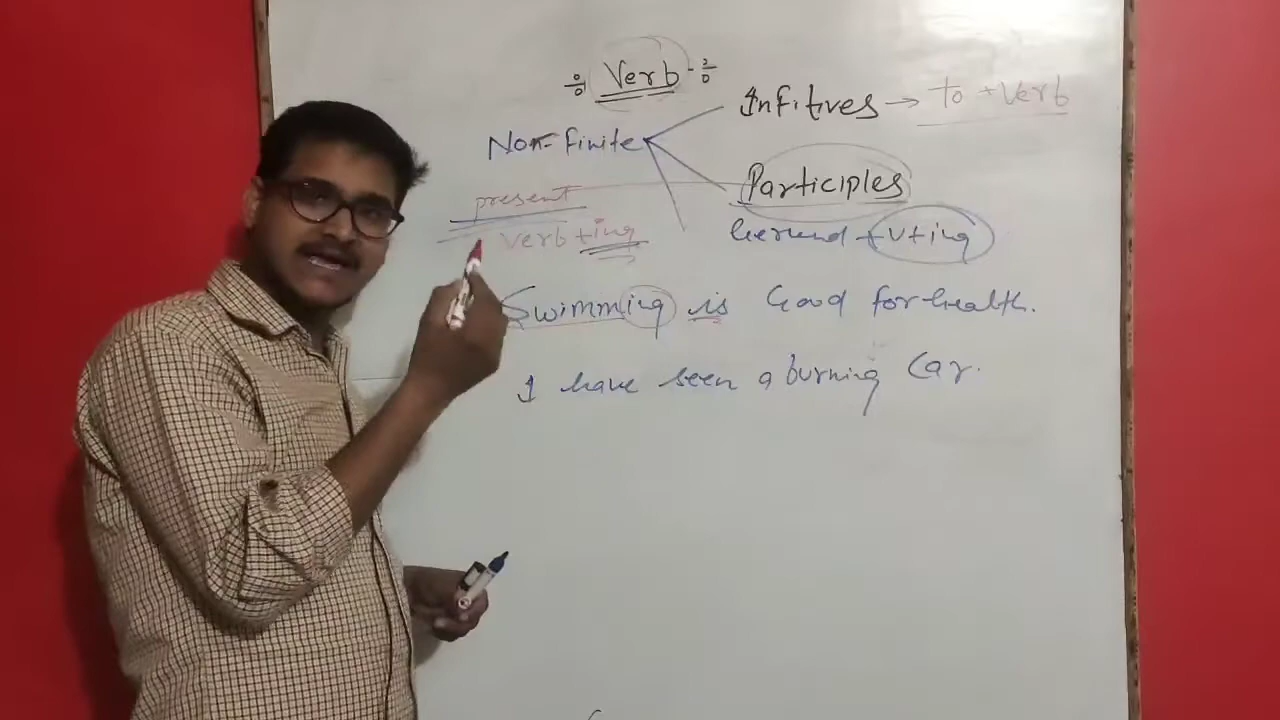 Verb
Infitives → to + Verb
Non-finite
Participles
present
verb + ing
Gerund + v+ing
Swimming is Good for health.
I have seen a burning Car.